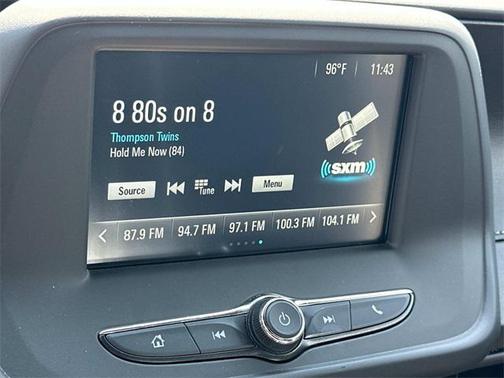 96°F 11:43
8 80s on 8
Thompson Twins
Hold Me Now (84)
((sxm))
Source Tune Menu
87.9 FM 94.7 FM 97.1 FM 100.3 FM 104.1 FM